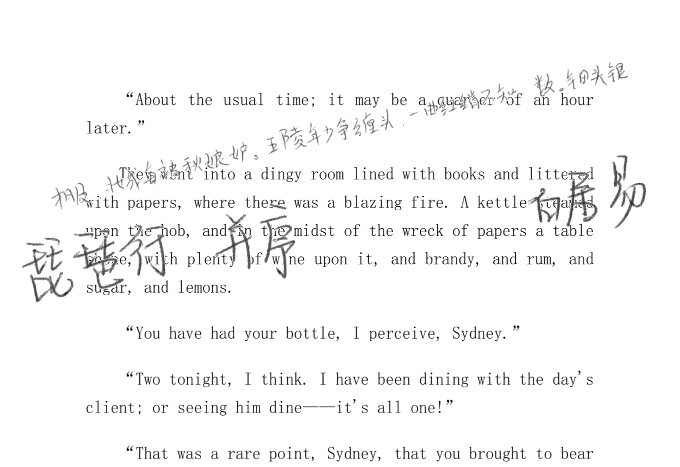 “About the usual time; it may be a quarter of an hour
later.”
妆成每被秋娘妒。五陵年少争缠头,一曲红绡不知数。钿头银
They went into a dingy room lined with books and littered
with papers, where there was a blazing fire. A kettle steamed
白居易
upon the hob, and in the midst of the wreck of papers a table
琵琶行 并序
shone, with plenty of wine upon it, and brandy, and rum, and
sugar, and lemons.
“You have had your bottle, I perceive, Sydney.”
“Two tonight, I think. I have been dining with the day's
client; or seeing him dine——it's all one!”
“That was a rare point, Sydney, that you brought to bear